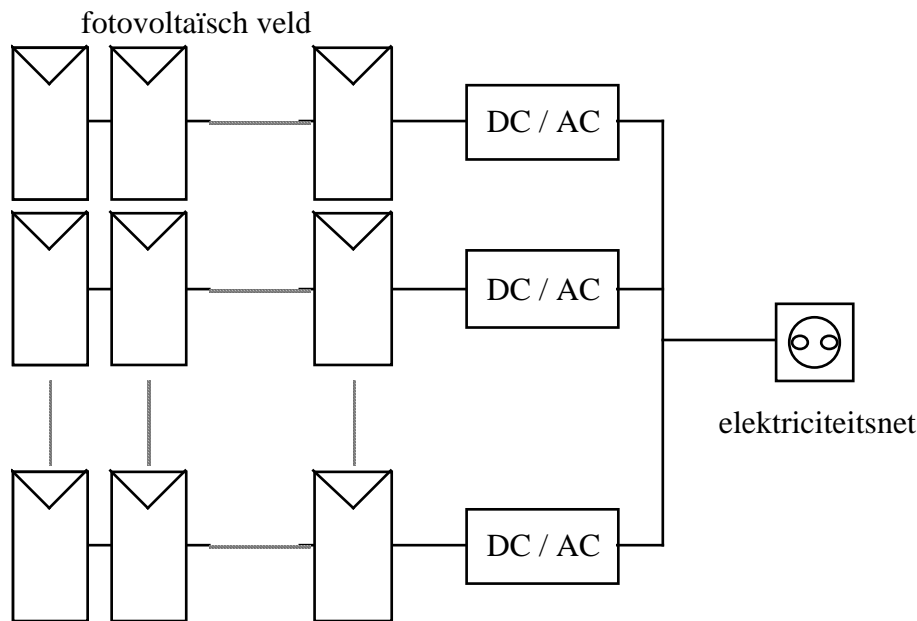 fotovoltaïsch veld
DC / AC
DC / AC
elektriciteitsnet
DC / AC